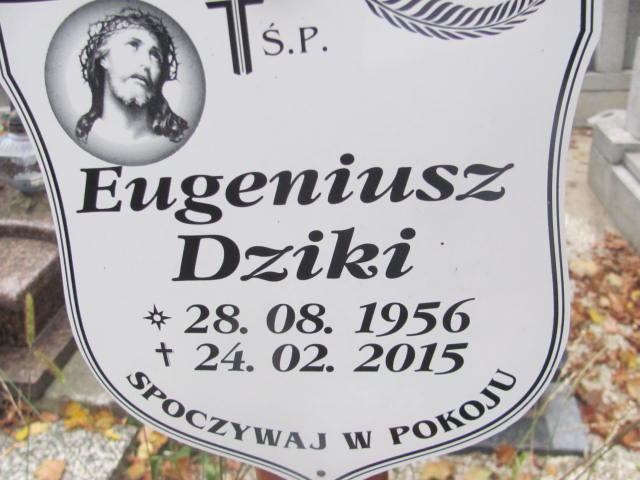 Ś.P.
Eugeniusz
Dziki
28. 08. 1956
24. 02. 2015
SPOCZYWAJ W POKOJU